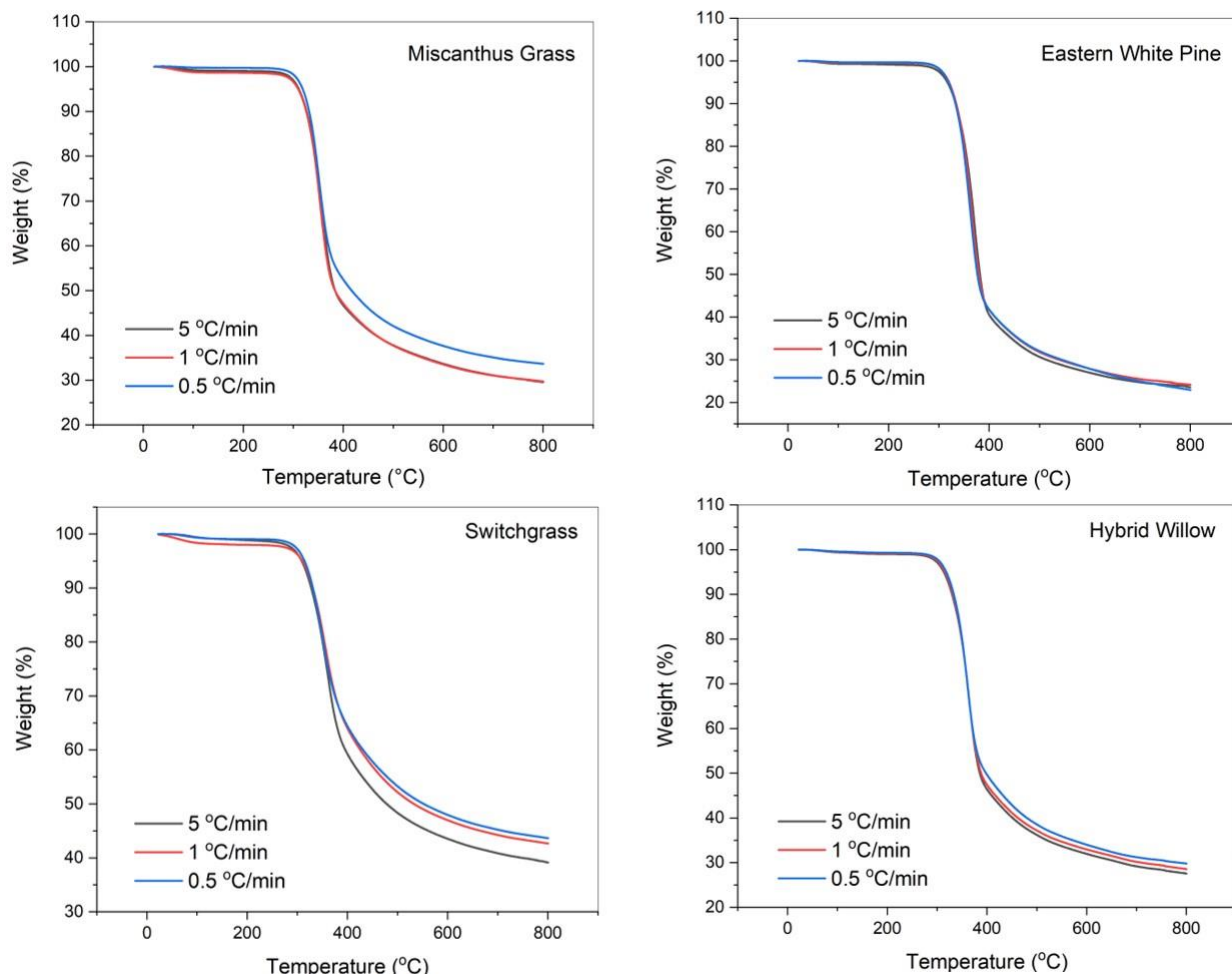 Miscanthus Grass
110
100
90
80
70
60
50
40
30
20
Weight (%)
5 °C/min
1 °C/min
0.5 °C/min
0 200 400 600 800
Temperature (°C)
Eastern White Pine
110
100
90
80
70
60
50
40
30
20
Weight (%)
5 °C/min
1 °C/min
0.5 °C/min
0 200 400 600 800
Temperature (°C)
Switchgrass
100
90
80
70
60
50
40
30
Weight (%)
5 °C/min
1 °C/min
0.5 °C/min
0 200 400 600 800
Temperature (°C)
Hybrid Willow
110
100
90
80
70
60
50
40
30
20
Weight (%)
5 °C/min
1 °C/min
0.5 °C/min
0 200 400 600 800
Temperature (°C)